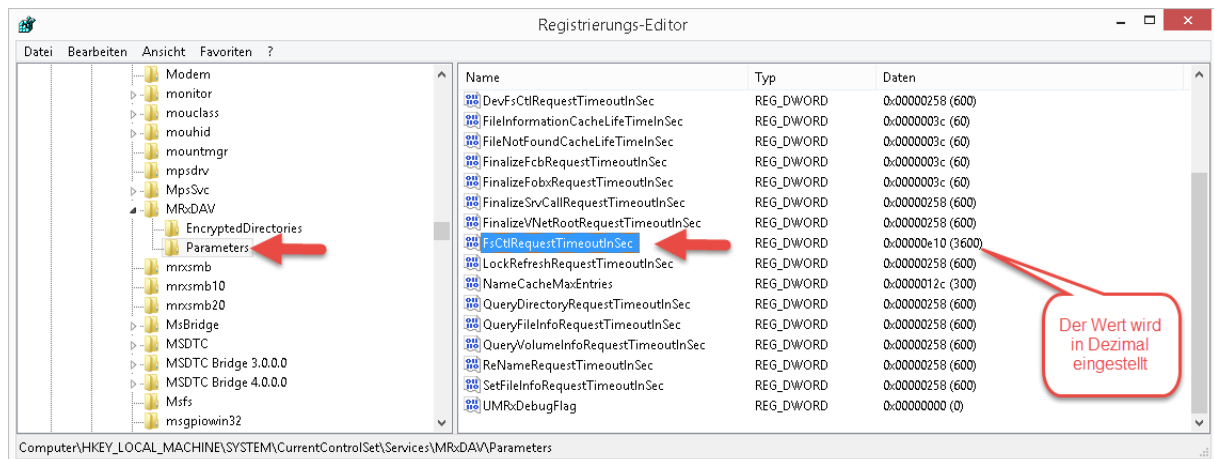 Registrierungs-Editor
Datei Bearbeiten Ansicht Favoriten ?
Modem
monitor
mouclass
mouhid
mountmgr
mpsdrv
MpsSvc
MRxDAV
EncryptedDirectories
Parameters
mrxsmb
mrxsmb10
mrxsmb20
MsBridge
MSDTC
MSDTC Bridge 3.0.0.0
MSDTC Bridge 4.0.0.0
Msfs
msgpiowin32
Name Typ Daten
DevFsCtlRequestTimeoutInSec REG_DWORD 0x00000258 (600)
FileInformationCacheLifeTimeInSec REG_DWORD 0x0000003c (60)
FileNotFoundCacheLifeTimeInSec REG_DWORD 0x0000003c (60)
FinalizeFcbRequestTimeoutInSec REG_DWORD 0x0000003c (60)
FinalizeFobxRequestTimeoutInSec REG_DWORD 0x0000003c (60)
FinalizeSrvCallRequestTimeoutInSec REG_DWORD 0x00000258 (600)
FinalizeVNetRootRequestTimeoutInSec REG_DWORD 0x00000258 (600)
FsCtlRequestTimeoutInSec REG_DWORD 0x00000e10 (3600)
LockRefreshRequestTimeoutInSec REG_DWORD 0x00000258 (600)
NameCacheMaxEntries REG_DWORD 0x0000012c (300)
QueryDirectoryRequestTimeoutInSec REG_DWORD 0x00000258 (600)
QueryFileInfoRequestTimeoutInSec REG_DWORD 0x00000258 (600)
QueryVolumeInfoRequestTimeoutInSec REG_DWORD 0x00000258 (600)
ReNameRequestTimeoutInSec REG_DWORD 0x00000258 (600)
SetFileInfoRequestTimeoutInSec REG_DWORD 0x00000258 (600)
UMRxDebugFlag REG_DWORD 0x00000000 (0)
Der Wert wird
in Dezimal
eingestellt
Computer\HKEY_LOCAL_MACHINE\SYSTEM\CurrentControlSet\Services\MRxDAV\Parameters